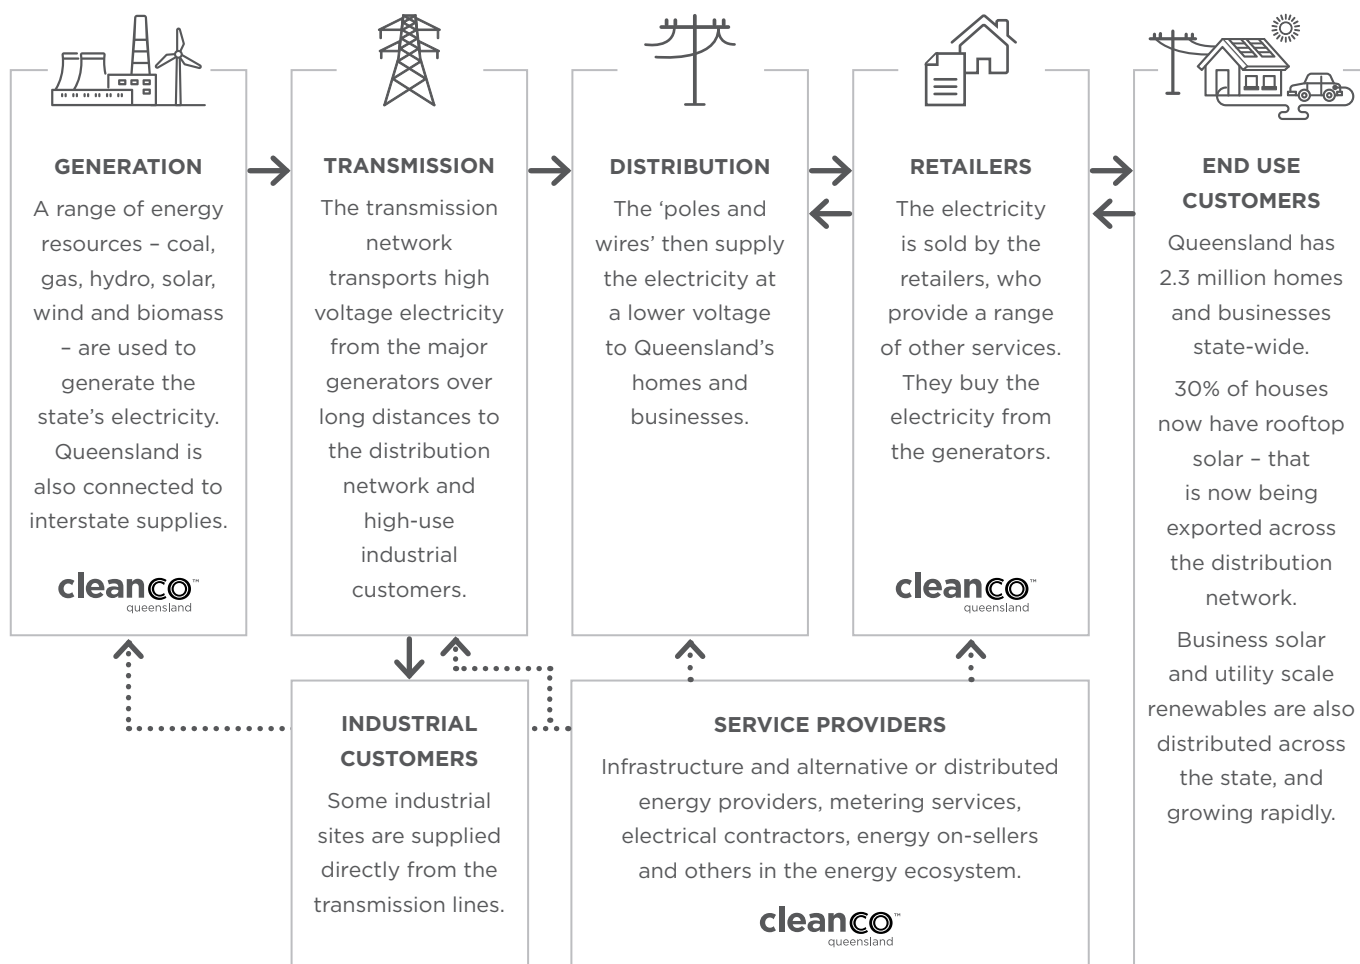 GENERATION
A range of energy
resources – coal,
gas, hydro, solar,
wind and biomass
– are used to
generate the
state’s electricity.
Queensland is
also connected to
interstate supplies.
cleanco™
queensland
TRANSMISSION
The transmission
network
transports high
voltage electricity
from the major
generators over
long distances to
the distribution
network and
high-use
industrial
customers.
DISTRIBUTION
The ‘poles and
wires’ then supply
the electricity at
a lower voltage
to Queensland’s
homes and
businesses.
RETAILERS
The electricity
is sold by the
retailers, who
provide a range
of other services.
They buy the
electricity from
the generators.
cleanco™
queensland
END USE
CUSTOMERS
Queensland has
2.3 million homes
and businesses
state-wide.
30% of houses
now have rooftop
solar – that
is now being
exported across
the distribution
network.
Business solar
and utility scale
renewables are also
distributed across
the state, and
growing rapidly.
INDUSTRIAL
CUSTOMERS
Some industrial
sites are supplied
directly from the
transmission lines.
SERVICE PROVIDERS
Infrastructure and alternative or distributed
energy providers, metering services,
electrical contractors, energy on-sellers
and others in the energy ecosystem.
cleanco™
queensland